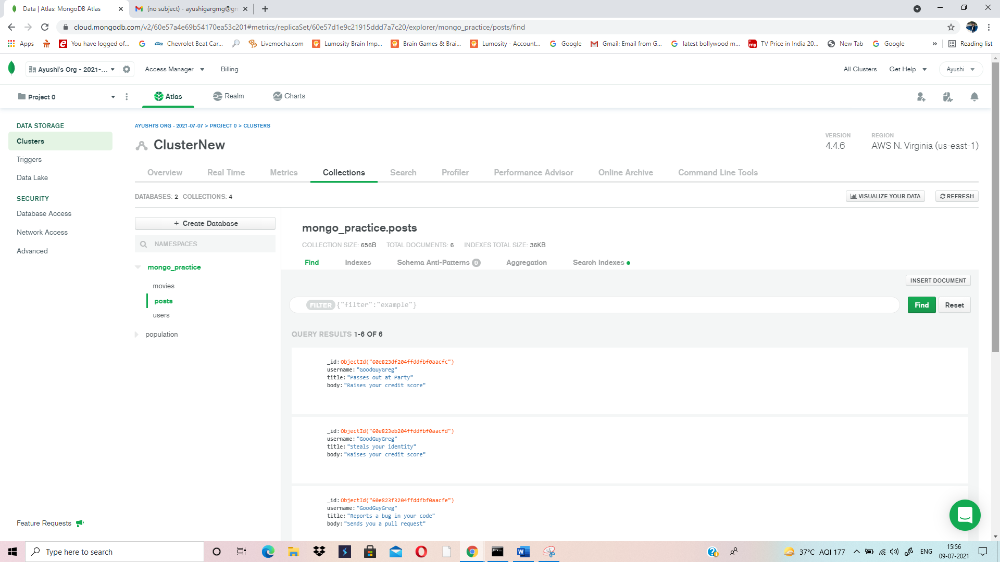 Data | Atlas: MongoDB Atlas
(no subject) - ayushigargmg@gm
cloud.mongodb.com/v2/60e57a4e69b54170ea53c201#metrics/replicaSet/60e57d1e9c21915ddd7a7c20/explorer/mongo_practice/posts/find
Apps You have logged of... Chevrolet Beat Car... Livemocha.com Lumosity Brain Imp... Brain Games & Brai... Lumosity - Account... Google Gmail: Email from G... latest bollywood m... my TV Price in India 20... New Tab Google » Reading list
Ayushi's Org - 2021-... Access Manager Billing All Clusters Get Help Ayushi
Project 0 Atlas Realm Charts
DATA STORAGE
Clusters
Triggers
Data Lake
SECURITY
Database Access
Network Access
Advanced
Feature Requests
AYUSHI'S ORG - 2021-07-07 > PROJECT 0 > CLUSTERS
ClusterNew
VERSION
4.4.6
REGION
AWS N. Virginia (us-east-1)
Overview Real Time Metrics Collections Search Profiler Performance Advisor Online Archive Command Line Tools
DATABASES: 2 COLLECTIONS: 4
VISUALIZE YOUR DATA
REFRESH
+ Create Database
NAMESPACES
mongo_practice
movies
posts
users
population
mongo_practice.posts
COLLECTION SIZE: 656B TOTAL DOCUMENTS: 6 INDEXES TOTAL SIZE: 36KB
Find Indexes Schema Anti-Patterns 0 Aggregation Search Indexes
INSERT DOCUMENT
FILTER {"filter":"example"}
Find Reset
QUERY RESULTS 1-6 OF 6
_id:ObjectId("60e823df204ffddfbf0aacfc")
username:"GoodGuyGreg"
title:"Passes out at Party"
body:"Raises your credit score"
_id:ObjectId("60e823eb204ffddfbf0aacfd")
username:"GoodGuyGreg"
title:"Steals your identity"
body:"Raises your credit score"
_id:ObjectId("60e823f3204ffddfbf0aacfe")
username:"GoodGuyGreg"
title:"Reports a bug in your code"
body:"Sends you a pull request"
Type here to search
37°C AQI 177
ENG
15:56
09-07-2021